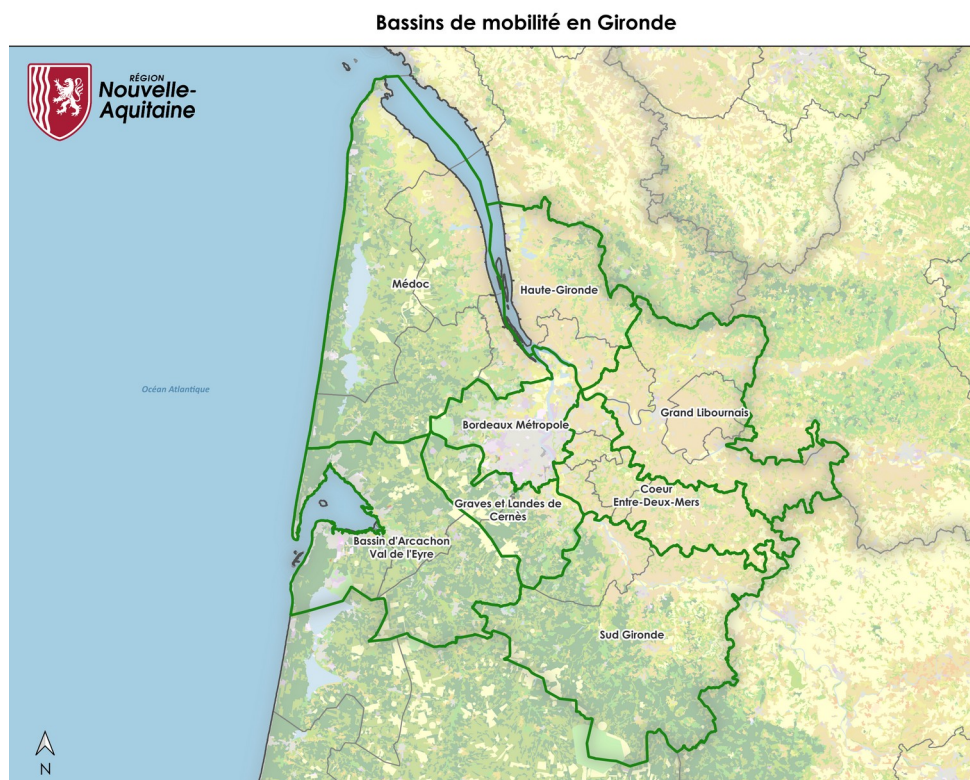 Bassins de mobilité en Gironde
RÉGION
Nouvelle-
Aquitaine
Médoc
Haute-Gironde
Océan Atlantique
Grand Libournais
Bordeaux Métropole
Coeur
Entre-Deux-Mers
Graves et Landes de
Cernès
Bassin d'Arcachon
Val de l'Eyre
Sud Gironde
N